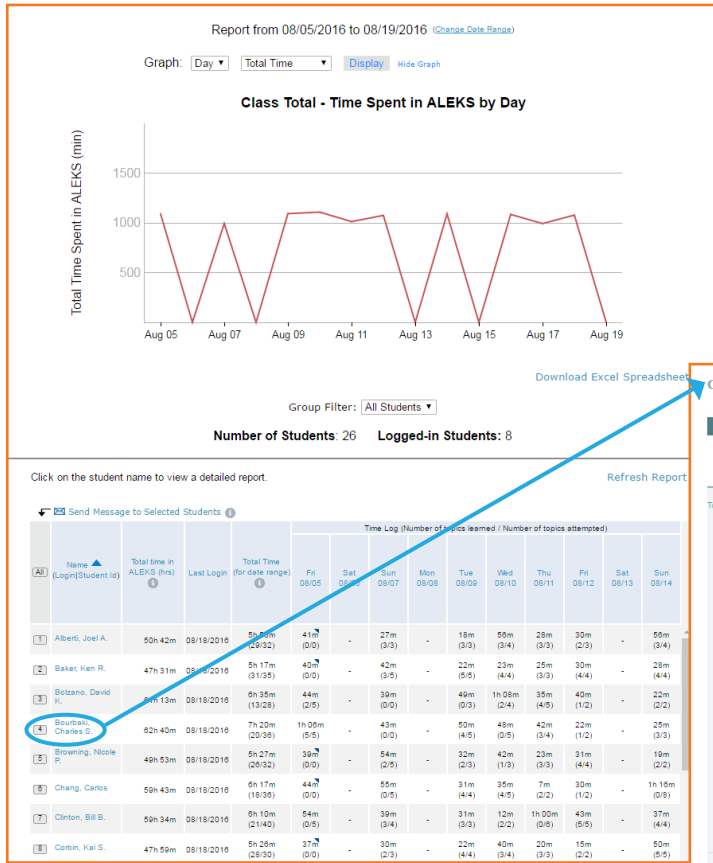 Report from 08/05/2016 to 08/19/2016 (Change Date Range)
Graph: Day ▼ Total Time ▼ Display Hide Graph
Class Total - Time Spent in ALEKS by Day
Total Time Spent in ALEKS (min)
1500
1000
500
Aug 05 Aug 07 Aug 09 Aug 11 Aug 13 Aug 15 Aug 17 Aug 19
Download Excel Spreadsheet
Group Filter: All Students ▼
Number of Students: 26 Logged-in Students: 8
Click on the student name to view a detailed report. Refresh Report
Send Message to Selected Students
Time Log (Number of topics learned / Number of topics attempted)
All Name (Login|Student Id) Total time in ALEKS (hrs) Last Login Total Time (for date range) Fri 08/05 Sat Sun 08/07 Mon 08/08 Tue 08/09 Wed 08/10 Thu 08/11 Fri 08/12 Sat 08/13 Sun 08/14
1 Alberti, Joel A. 50h 42m 08/18/2016 (29/32) 41m (0/0) - 27m (3/3) - 18m (3/3) 56m (3/4) 28m (3/3) 30m (2/3) - 56m (3/4)
2 Baker, Ken R. 47h 31m 08/18/2016 5h 17m (31/35) 40m (0/0) - 42m (3/5) - 22m (5/5) 23m (4/4) 25m (3/3) 30m (4/4) - 28m (4/4)
3 Bolzano, David K. 13m 08/18/2016 6h 35m (13/28) 44m (2/5) - 39m (0/0) - 49m (0/3) 1h 08m (2/4) 35m (4/5) 40m (1/2) - 22m (2/2)
4 Bourbaki, Charles S. 62h 40m 08/18/2016 7h 20m (20/36) 1h 06m (5/5) - 43m (0/0) - 50m (4/4) 48m (0/5) 42m (3/4) 22m (1/2) - 25m (3/3)
5 Browning, Nicole P. 49h 53m 08/18/2016 5h 27m (26/32) 39m (0/0) - 54m (2/5) - 32m (2/3) 42m (1/3) 23m (3/3) 31m (4/4) - 19m (2/2)
6 Chang, Carlos 59h 43m 08/18/2016 6h 17m (18/36) 44m (0/0) - 55m (0/5) - 31m (4/4) 35m (4/5) 7m (2/2) 30m (1/2) - 1h 16m (0/8)
7 Clinton, Bill B. 59h 34m 08/18/2016 6h 10m (21/40) 54m (0/5) - 39m (3/4) - 31m (3/3) 12m (2/2) 1h 00m (0/6) 43m (5/5) - 37m (4/4)
8 Corbin, Kai S. 47h 59m 08/18/2016 5h 26m (28/30) 37m (0/0) - 30m (2/3) - 22m (4/4) 40m (3/4) 20m (3/3) 15m (2/2) - 50m